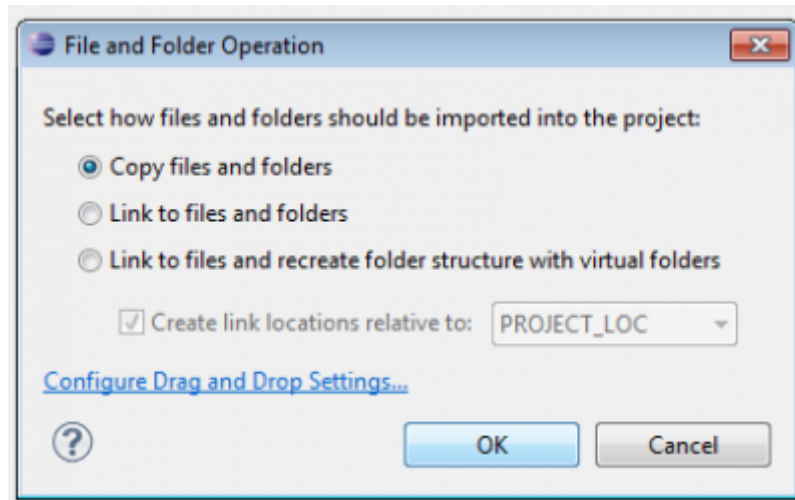 File and Folder Operation
Select how files and folders should be imported into the project:
Copy files and folders
Link to files and folders
Link to files and recreate folder structure with virtual folders
Create link locations relative to: PROJECT_LOC
Configure Drag and Drop Settings...
? OK Cancel